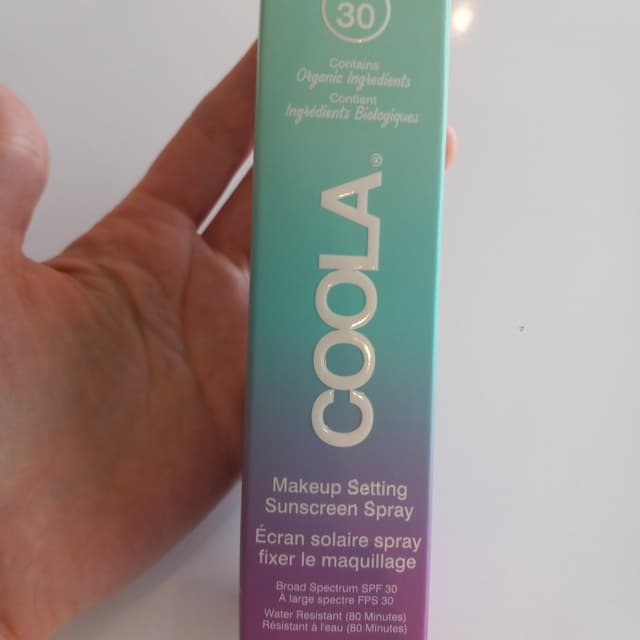 30
Contains
Organic Ingredients
Contient
Ingrédients Biologiques
COOLA®
Makeup Setting
Sunscreen Spray
Écran solaire spray
fixer le maquillage
Broad Spectrum SPF 30
À large spectre FPS 30
Water Resistant (80 Minutes)
Résistant à l'eau (80 Minutes)